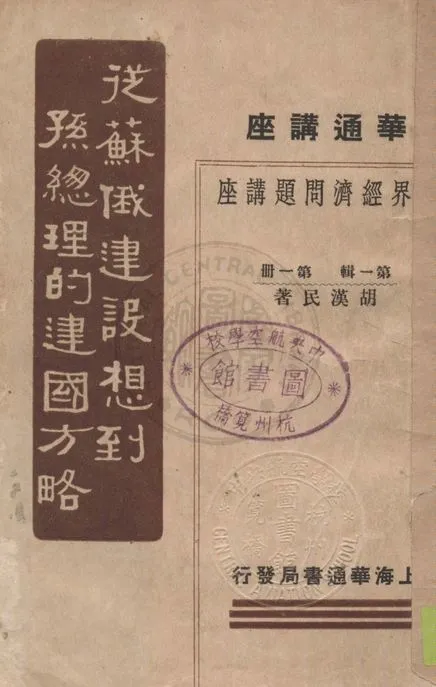 華通講座
界經濟問題講座
第一輯 第一冊
胡漢民著
從蘇俄建設想到
孫總理的建國方略
中央航空學校
圖書館
杭州筧橋
上海華通書局發行